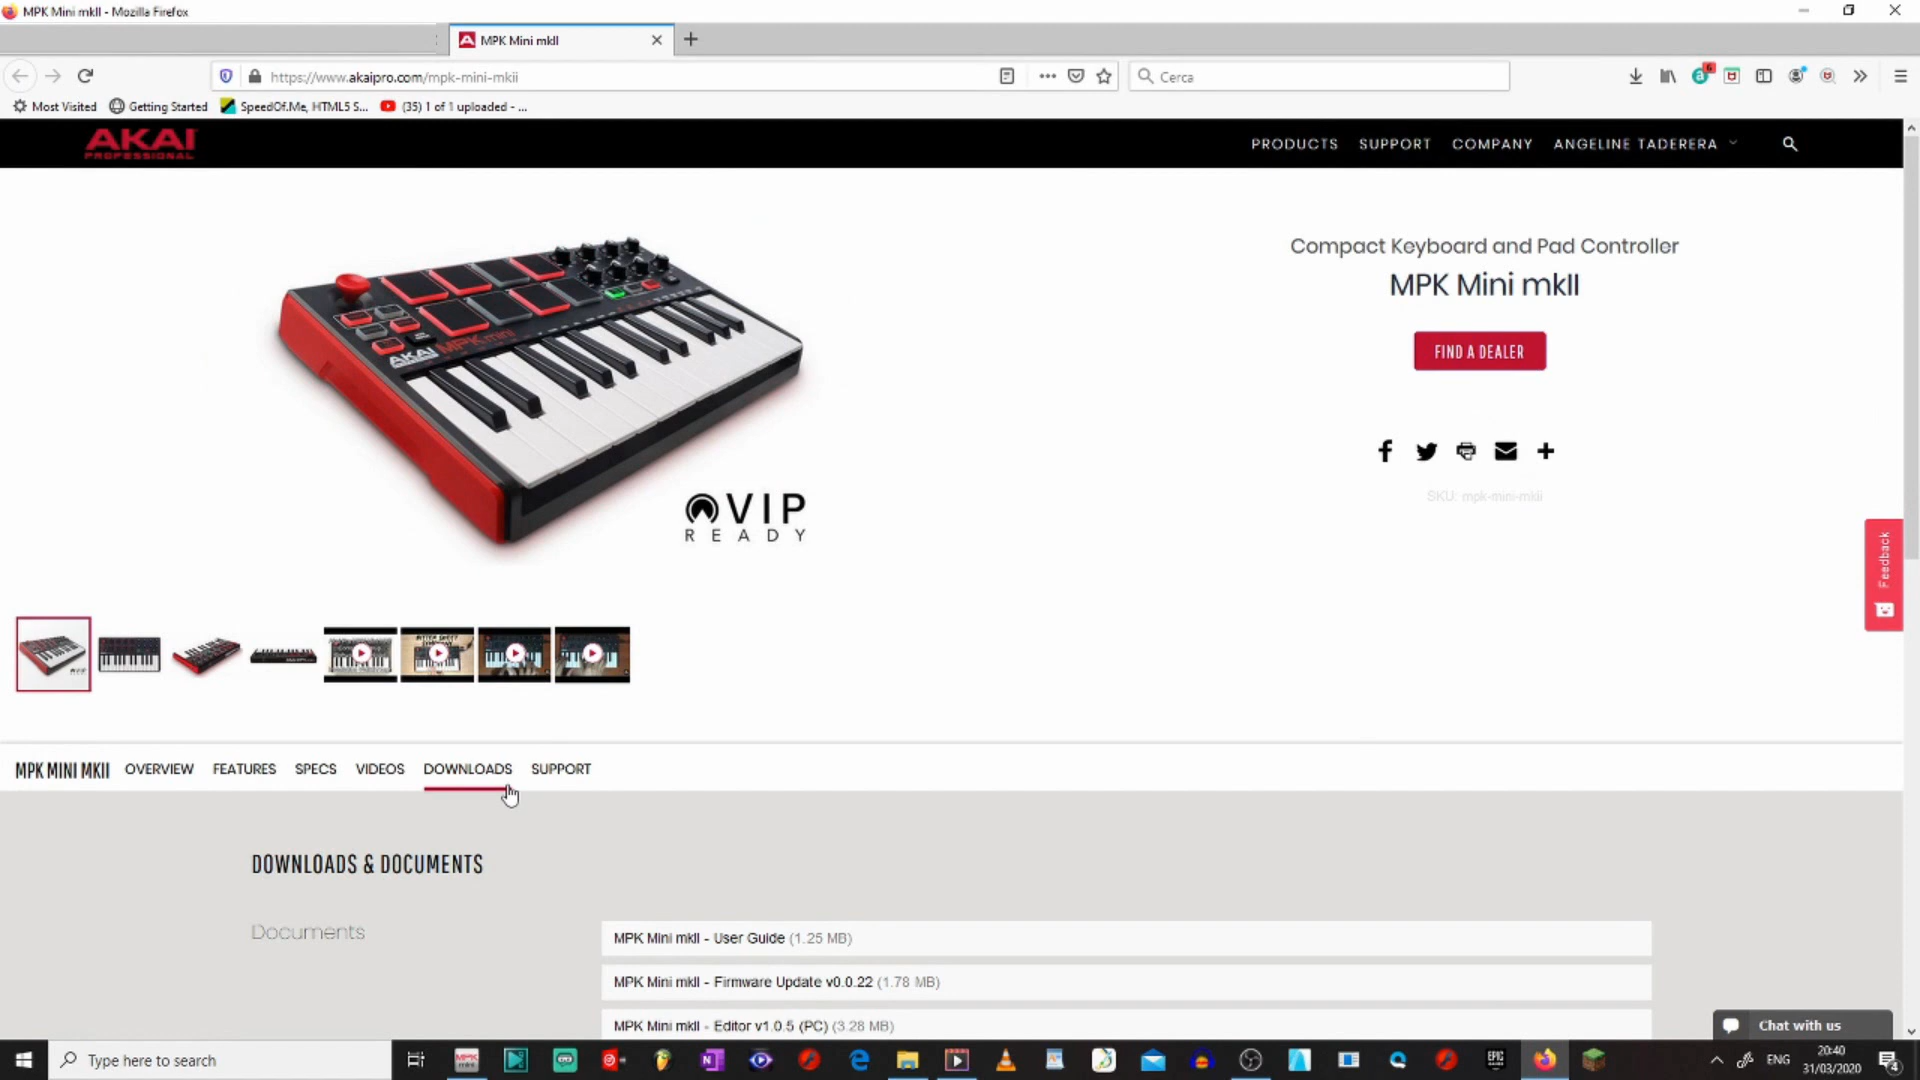 MPK Mini mkII - Mozilla Firefox
MPK Mini mkII
https://www.akaipro.com/mpk-mini-mkii
Cerca
Most Visited
Getting Started
SpeedOf.Me, HTML5 S...
(35) 1 of 1 uploaded - ...
AKAI
PROFESSIONAL
PRODUCTS
SUPPORT
COMPANY
ANGELINE TADERERA
Compact Keyboard and Pad Controller
MPK Mini mkII
FIND A DEALER
SKU: mpk-mini-mkii
AKAI
MPK mini
VIP
READY
Feedback
MPK MINI MKII
OVERVIEW
FEATURES
SPECS
VIDEOS
DOWNLOADS
SUPPORT
DOWNLOADS & DOCUMENTS
Documents
MPK Mini mkII - User Guide (1.25 MB)
MPK Mini mkII - Firmware Update v0.0.22 (1.78 MB)
MPK Mini mkII - Editor v1.0.5 (PC) (3.28 MB)
Chat with us
Type here to search
ENG
20:40
31/03/2020